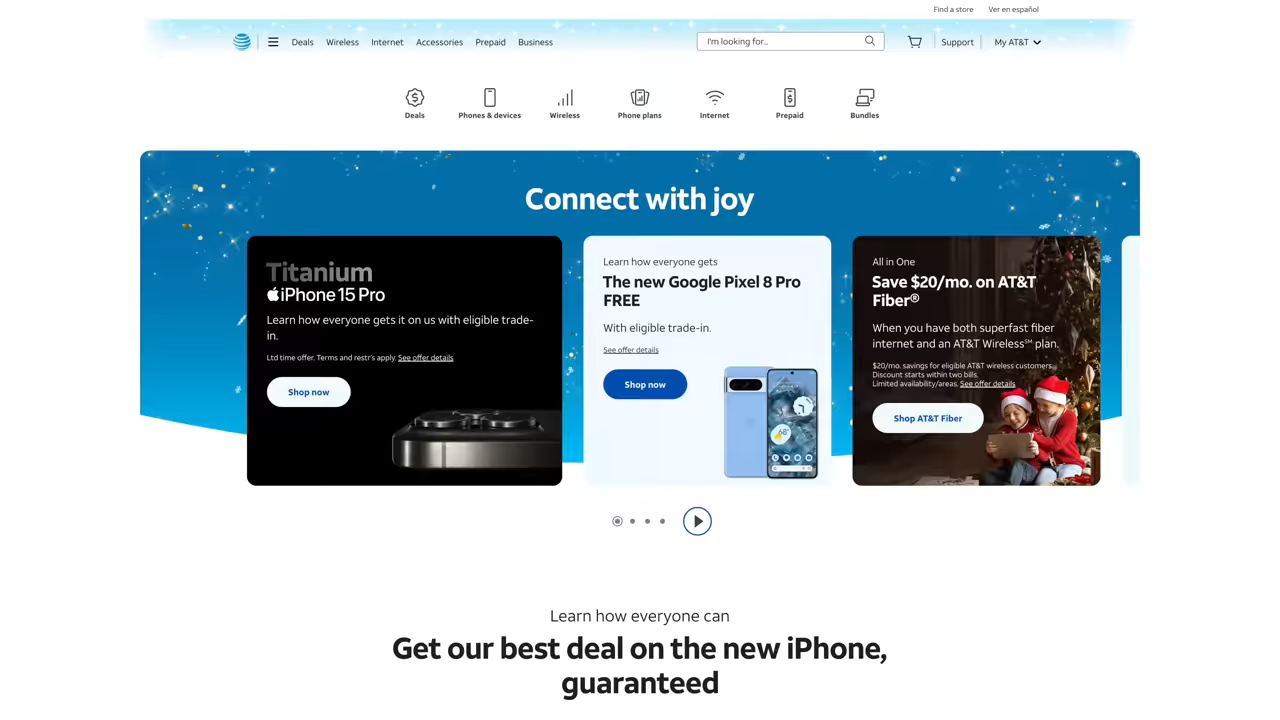 Find a store
Ver en español
Deals
Wireless
Internet
Accessories
Prepaid
Business
I'm looking for...
Support
My AT&T
Deals
Phones & devices
Wireless
Phone plans
Internet
Prepaid
Bundles
Connect with joy
Titanium
iPhone 15 Pro
Learn how everyone gets it on us with eligible trade-
in.
Ltd time offer. Terms and restr's apply. See offer details
Shop now
Learn how everyone gets
The new Google Pixel 8 Pro
FREE
With eligible trade-in.
See offer details
Shop now
68°
All in One
Save $20/mo. on AT&T
Fiber®
When you have both superfast fiber
internet and an AT&T Wireless℠ plan.
$20/mo. savings for eligible AT&T wireless customers.
Discount starts within two bills.
Limited availability/areas. See offer details
Shop AT&T Fiber
Learn how everyone can
Get our best deal on the new iPhone,
guaranteed